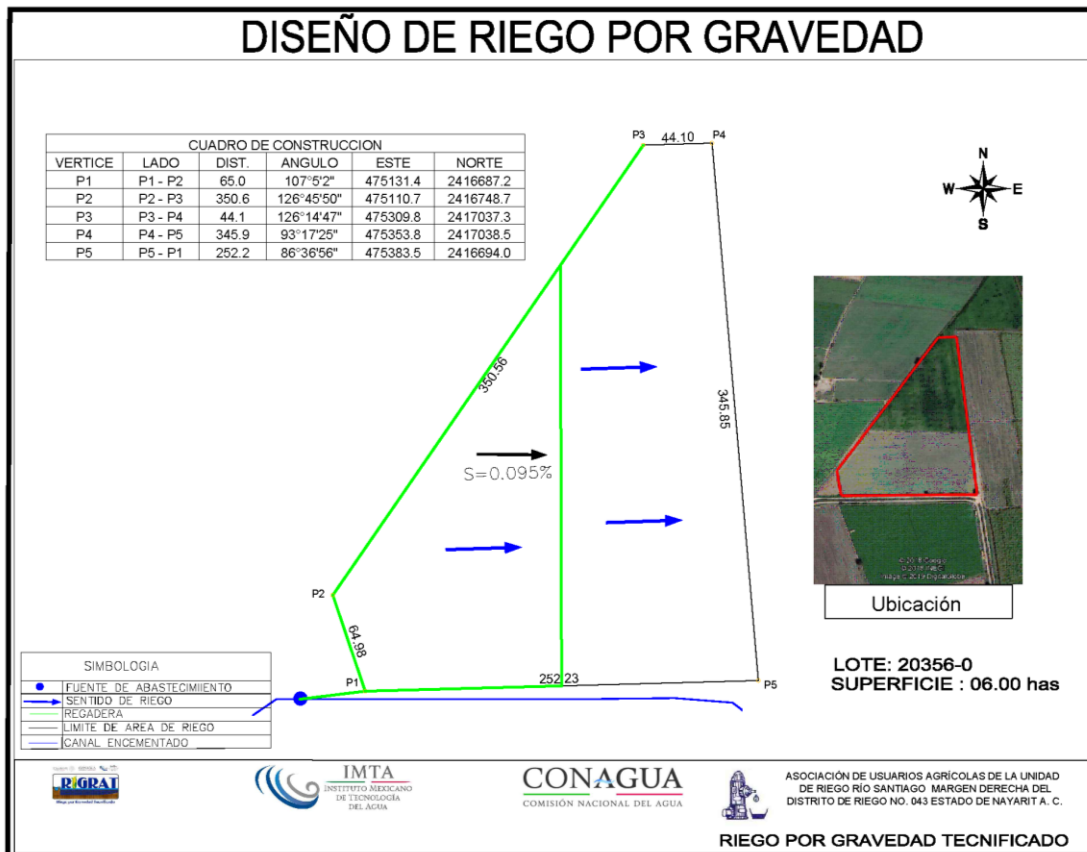 DISEÑO DE RIEGO POR GRAVEDAD
CUADRO DE CONSTRUCCION
VERTICE LADO DIST. ANGULO ESTE NORTE
P1 P1 - P2 65.0 107°5'2" 475131.4 2416687.2
P2 P2 - P3 350.6 126°45'50" 475110.7 2416748.7
P3 P3 - P4 44.1 126°14'47" 475309.8 2417037.3
P4 P4 - P5 345.9 93°17'25" 475353.8 2417038.5
P5 P5 - P1 252.2 86°36'56" 475383.5 2416694.0
P3 44.10 P4
N
W E
S
350.56
345.85
S=0.095%
P2
64.98
P1
252.23
P5
Ubicación
LOTE: 20356-0
SUPERFICIE : 06.00 has
SIMBOLOGIA
FUENTE DE ABASTECIMIENTO
SENTIDO DE RIEGO
REGADERA
LIMITE DE AREA DE RIEGO
CANAL ENCEMENTADO
RIGRAT
Riego por Gravedad Tecnificado
IMTA
INSTITUTO MEXICANO
DE TECNOLOGÍA
DEL AGUA
CONAGUA
COMISIÓN NACIONAL DEL AGUA
ASOCIACIÓN DE USUARIOS AGRÍCOLAS DE LA UNIDAD
DE RIEGO RÍO SANTIAGO MARGEN DERECHA DEL
DISTRITO DE RIEGO NO. 043 ESTADO DE NAYARIT A. C.
RIEGO POR GRAVEDAD TECNIFICADO